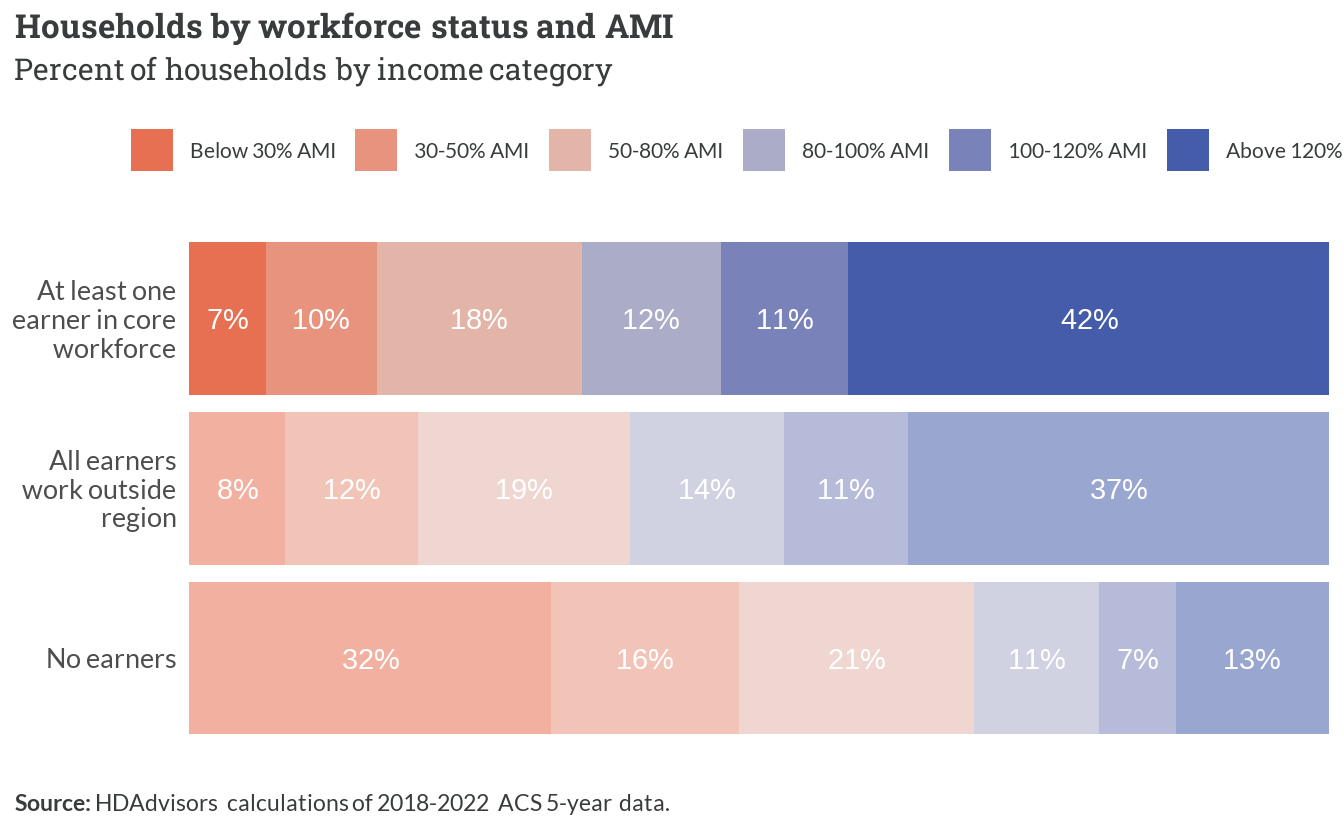 Households by workforce status and AMI
Percent of households by income category
Below 30% AMI 30-50% AMI 50-80% AMI 80-100% AMI 100-120% AMI Above 120%
At least one
earner in core
workforce
7% 10% 18% 12% 11% 42%
All earners
work outside
region
8% 12% 19% 14% 11% 37%
No earners
32% 16% 21% 11% 7% 13%
Source: HDAdvisors calculations of 2018-2022 ACS 5-year data.